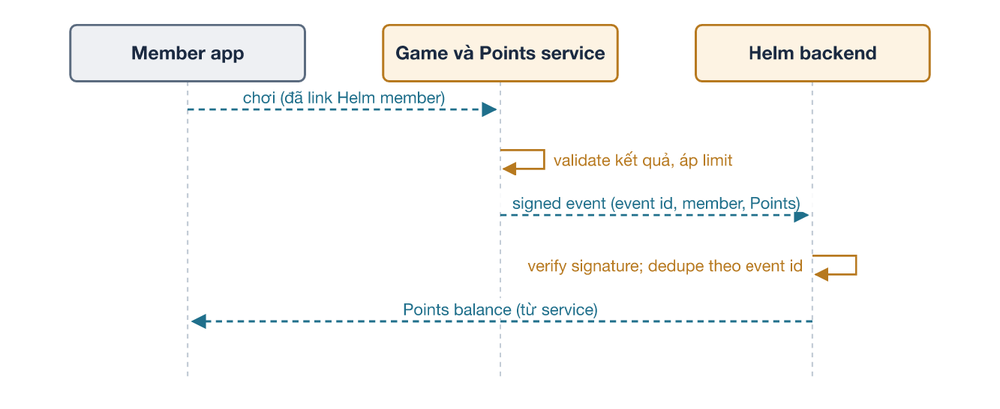 Member app
Game và Points service
Helm backend
chơi (đã link Helm member)
validate kết quả, áp limit
signed event (event id, member, Points)
verify signature; dedupe theo event id
Points balance (từ service)